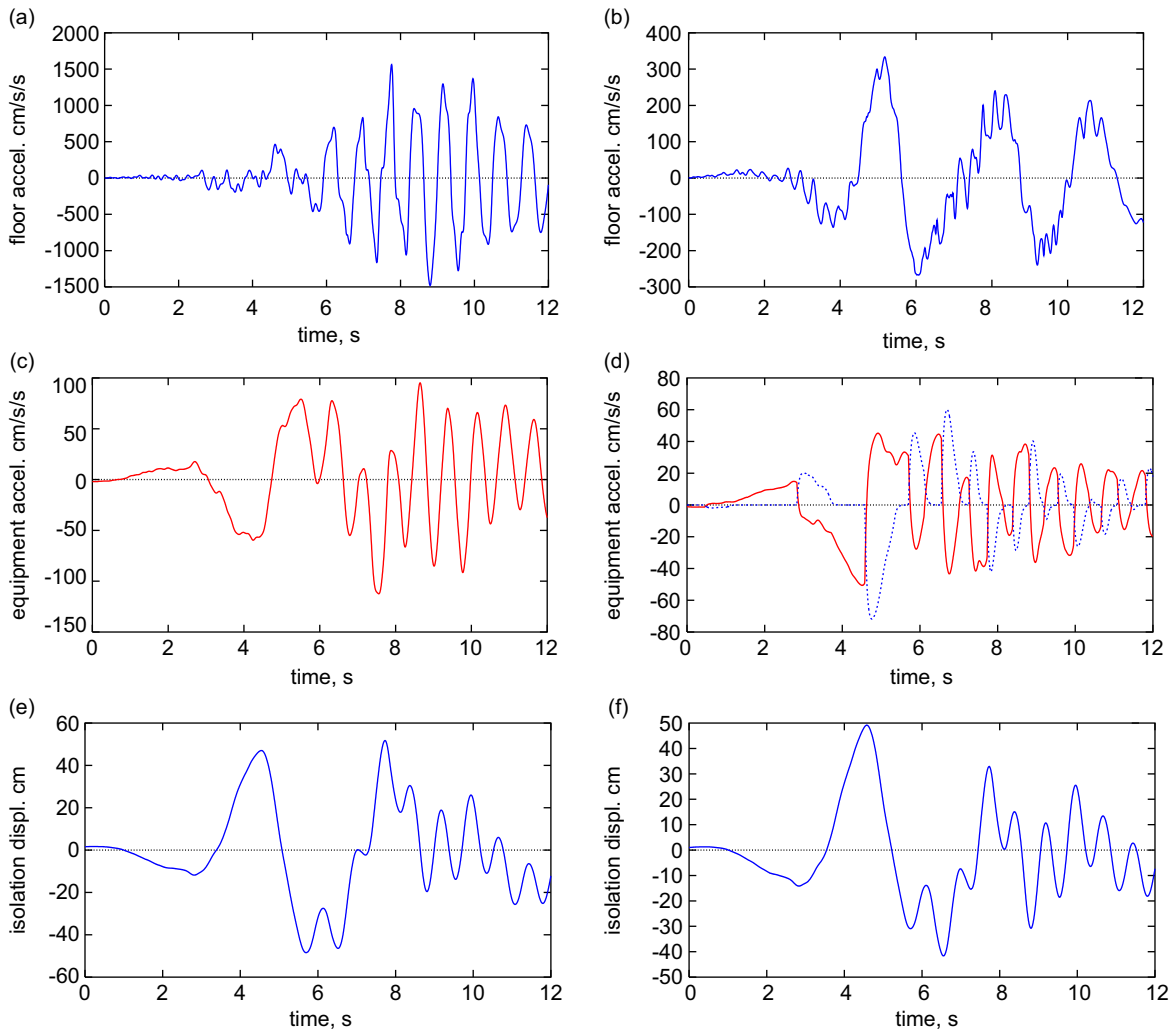 (a)
2000
1500
1000
500
0
-500
-1000
-1500
floor accel. cm/s/s
0 2 4 6 8 10 12
time, s
(b)
400
300
200
100
0
-100
-200
-300
floor accel. cm/s/s
0 2 4 6 8 10 12
time, s
(c)
100
50
0
-50
-100
-150
equipment accel. cm/s/s
0 2 4 6 8 10 12
time, s
(d)
80
60
40
20
0
-20
-40
-60
-80
equipment accel. cm/s/s
0 2 4 6 8 10 12
time, s
(e)
60
40
20
0
-20
-40
-60
isolation displ. cm
0 2 4 6 8 10 12
time, s
(f)
50
40
30
20
10
0
-10
-20
-30
-40
-50
isolation displ. cm
0 2 4 6 8 10 12
time, s